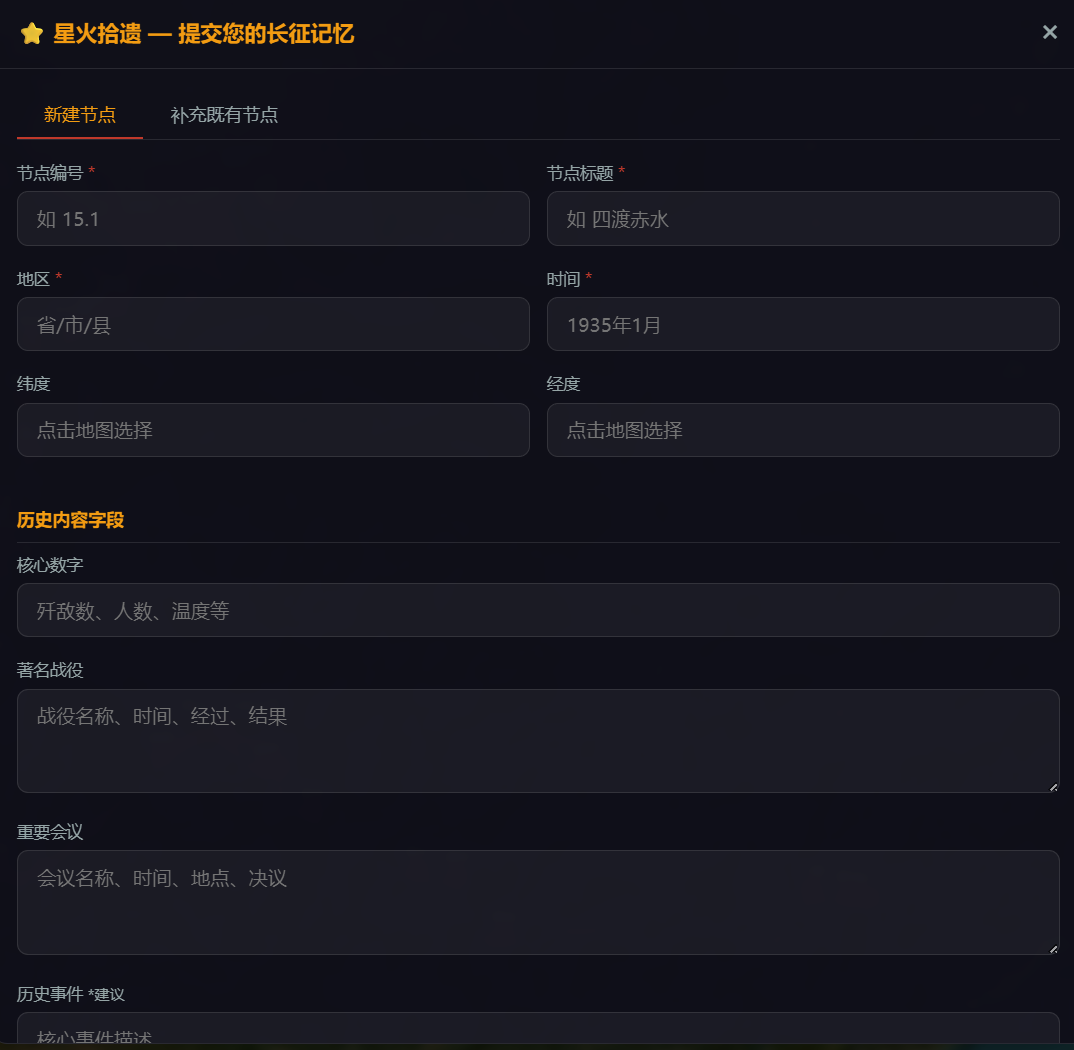 星火拾遗 — 提交您的长征记忆
新建节点 补充既有节点
节点编号 * 节点标题 *
如 15.1 如 四渡赤水
地区 * 时间 *
省/市/县 1935年1月
纬度 经度
点击地图选择 点击地图选择
历史内容字段
核心数字
歼敌数、人数、温度等
著名战役
战役名称、时间、经过、结果
重要会议
会议名称、时间、地点、决议
历史事件 *建议
核心事件描述